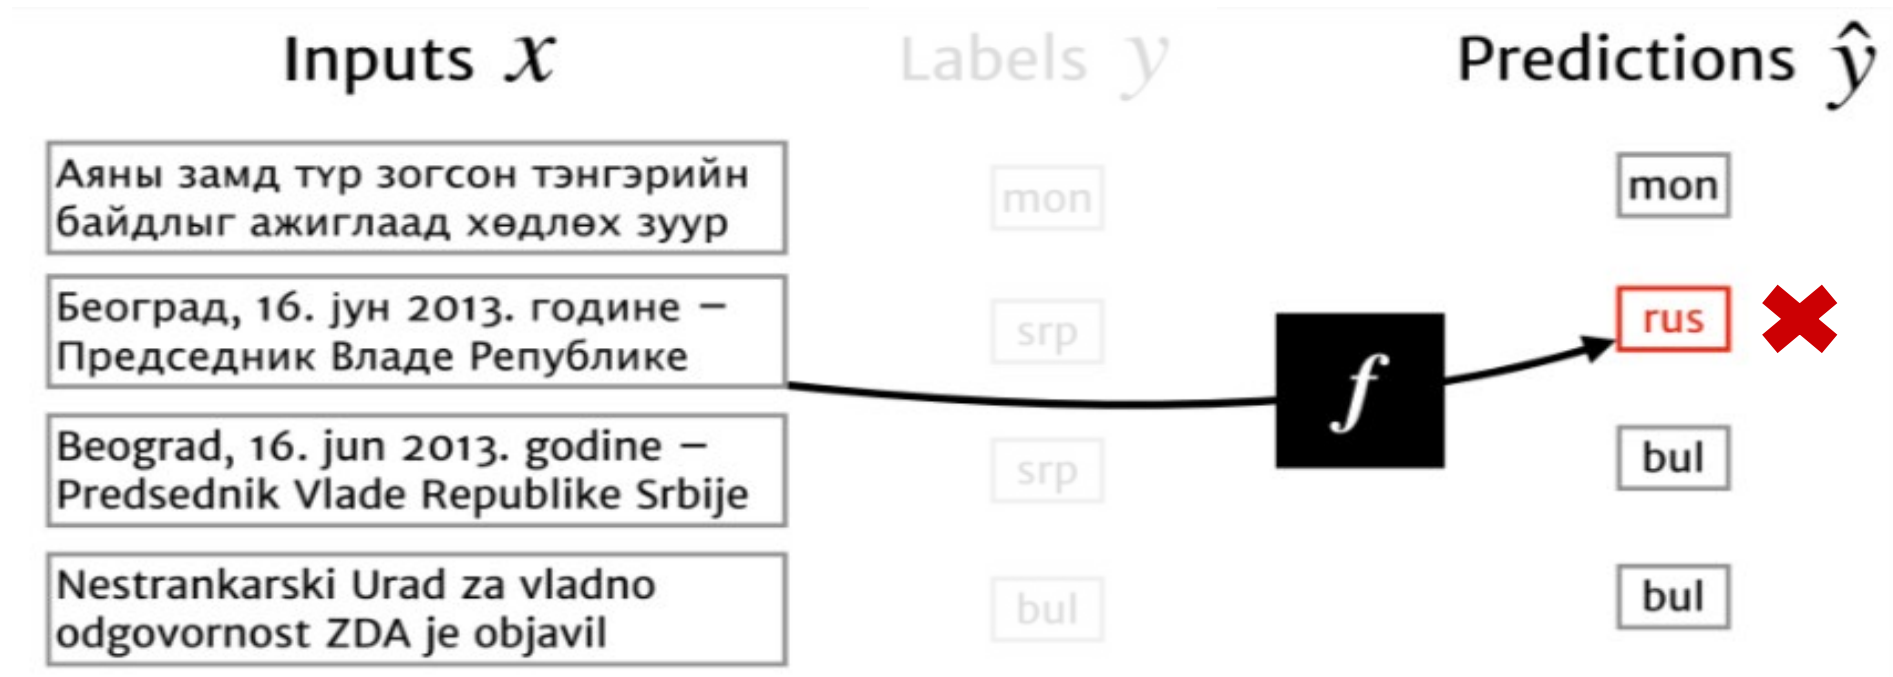 Inputs x
Labels y
Predictions ŷ
Аяны замд түр зогсон тэнгэрийн
байдлыг ажиглаад хөдлөх зуур
mon
mon
Београд, 16. јун 2013. године –
Председник Владе Републике
srp
rus
f
Beograd, 16. jun 2013. godine –
Predsednik Vlade Republike Srbije
srp
bul
Nestrankarski Urad za vladno
odgovornost ZDA je objavil
bul
bul